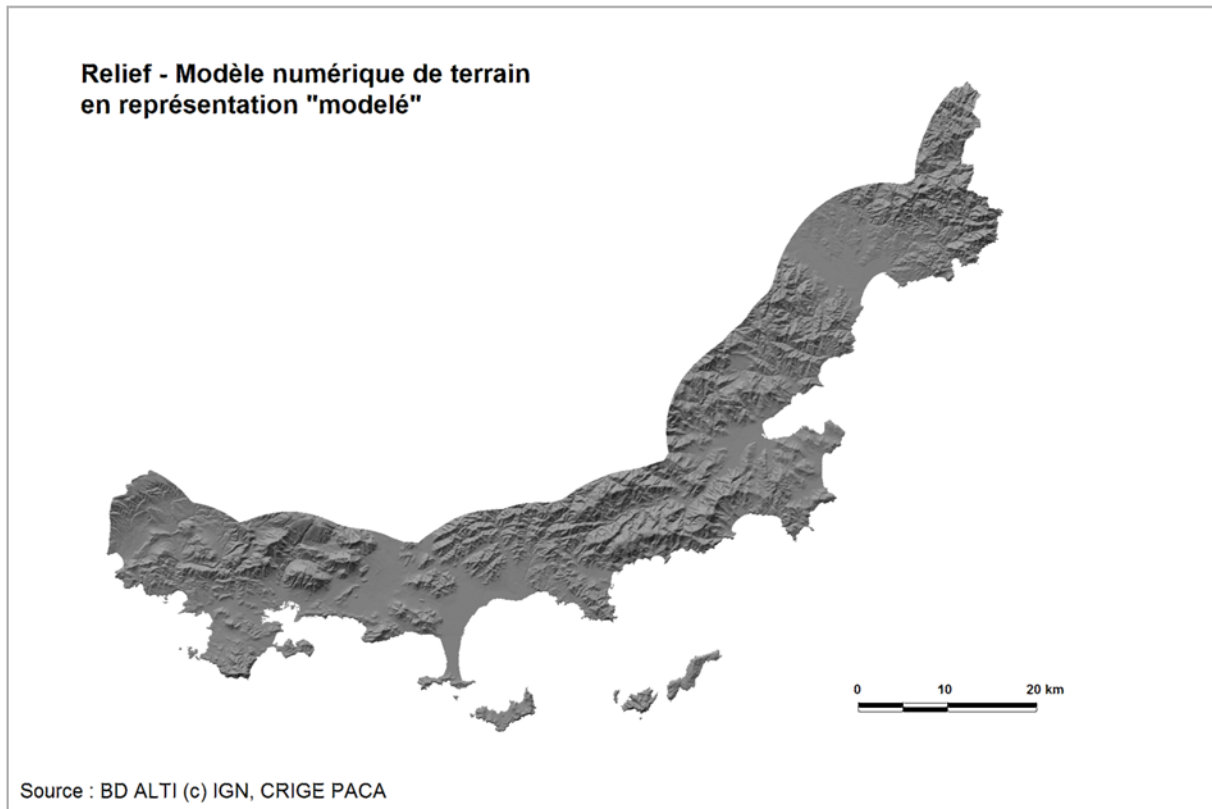 Relief - Modèle numérique de terrain
en représentation "modelé"
0 10 20 km
Source : BD ALTI (c) IGN, CRIGE PACA